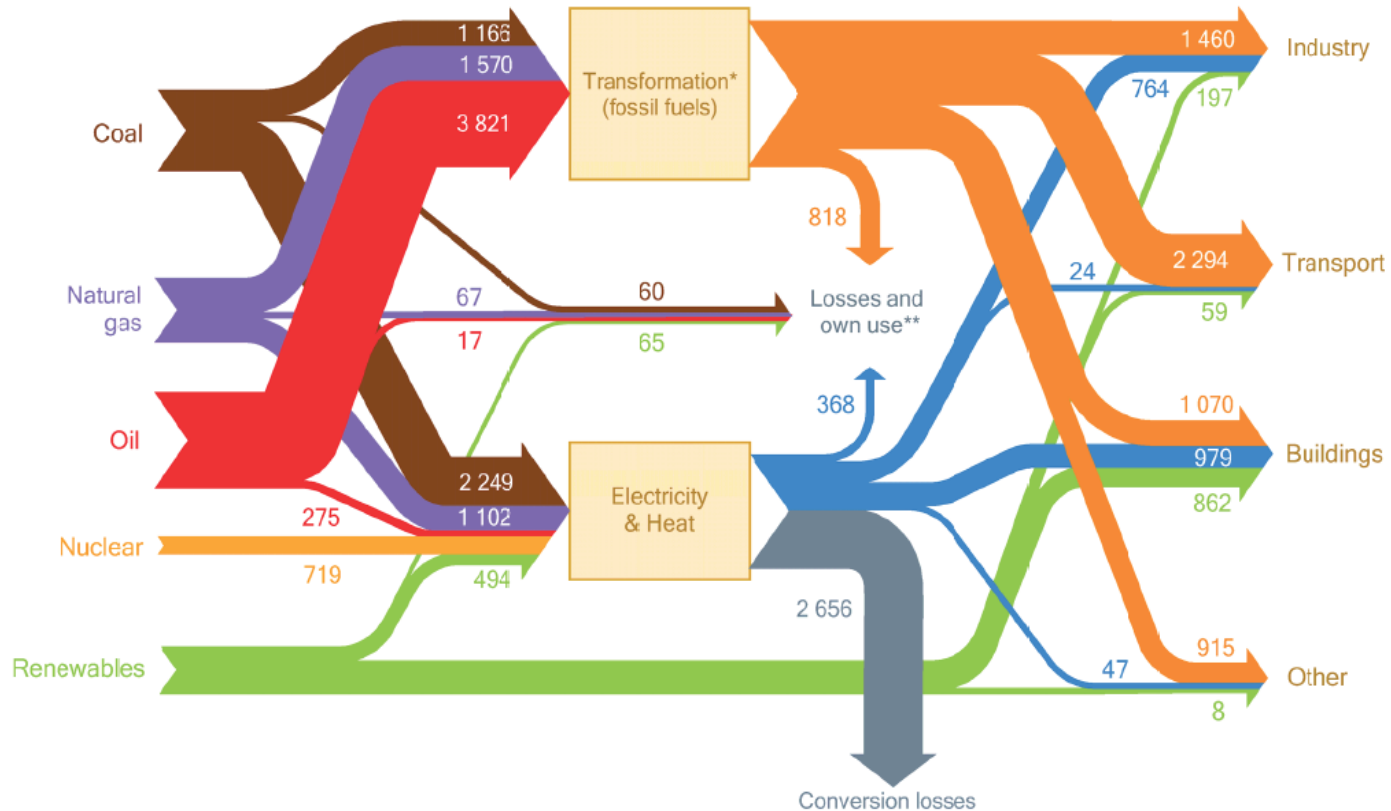 1 166
1 460
Industry
1 570
Transformation*
(fossil fuels)
764
197
3 821
Coal
818
24
2 294
Transport
Natural
gas
67
60
Losses and
own use**
17
65
59
368
1 070
Oil
979
Buildings
2 249
862
Electricity
& Heat
275
1 102
Nuclear
719
494
2 656
915
Renewables
47
Other
8
Conversion losses